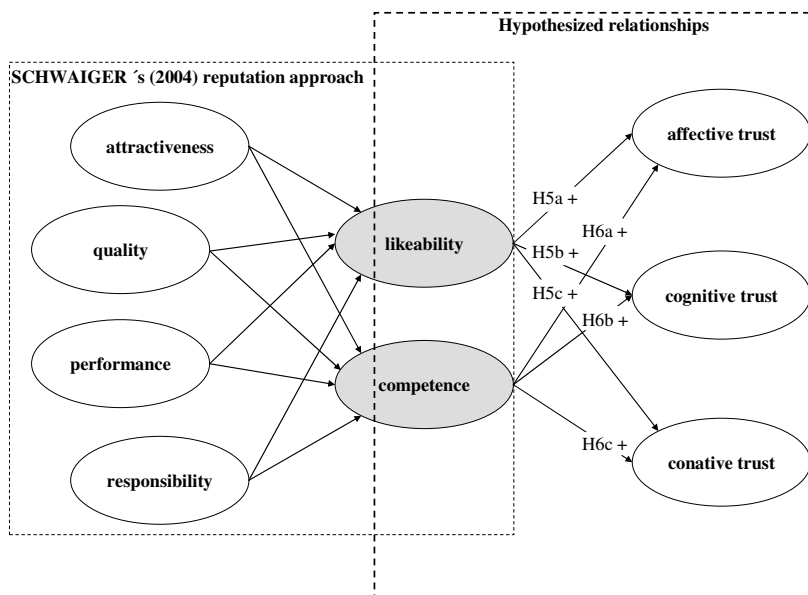 Hypothesized relationships
SCHWAIGER ´s (2004) reputation approach
attractiveness
affective trust
H5a +
H6a +
quality
likeability
H5b +
H5c +
cognitive trust
H6b +
performance
competence
H6c +
conative trust
responsibility